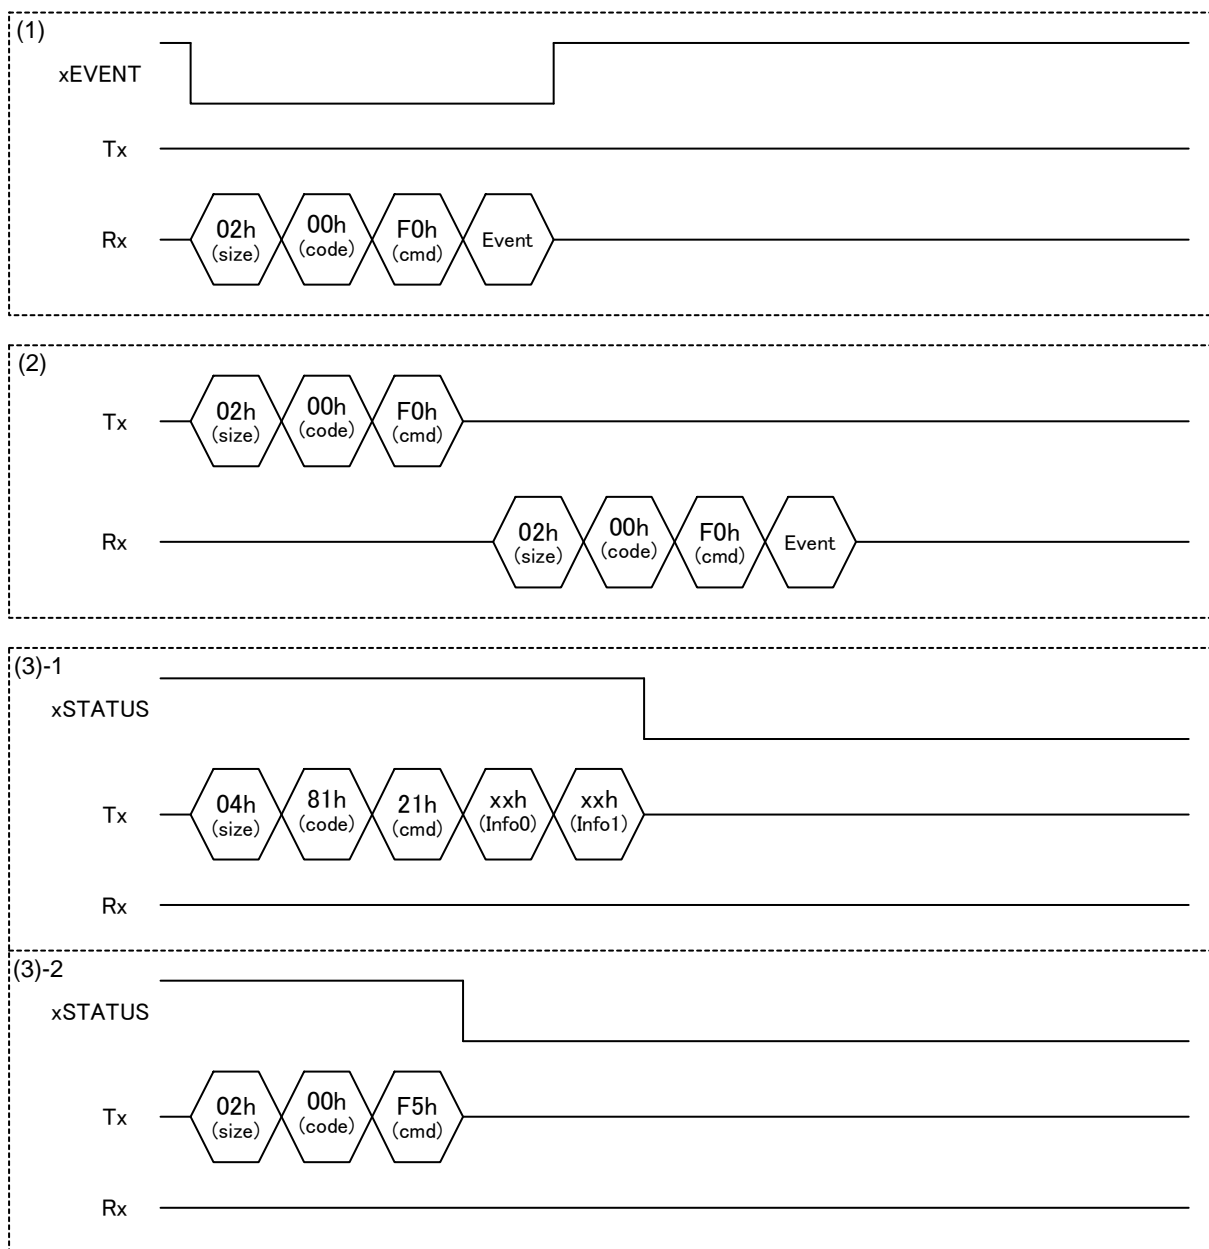 (1)
xEVENT
Tx
Rx 02h (size) 00h (code) F0h (cmd) Event
(2)
Tx 02h (size) 00h (code) F0h (cmd)
Rx 02h (size) 00h (code) F0h (cmd) Event
(3)-1
xSTATUS
Tx 04h (size) 81h (code) 21h (cmd) xxh (Info0) xxh (Info1)
Rx
(3)-2
xSTATUS
Tx 02h (size) 00h (code) F5h (cmd)
Rx